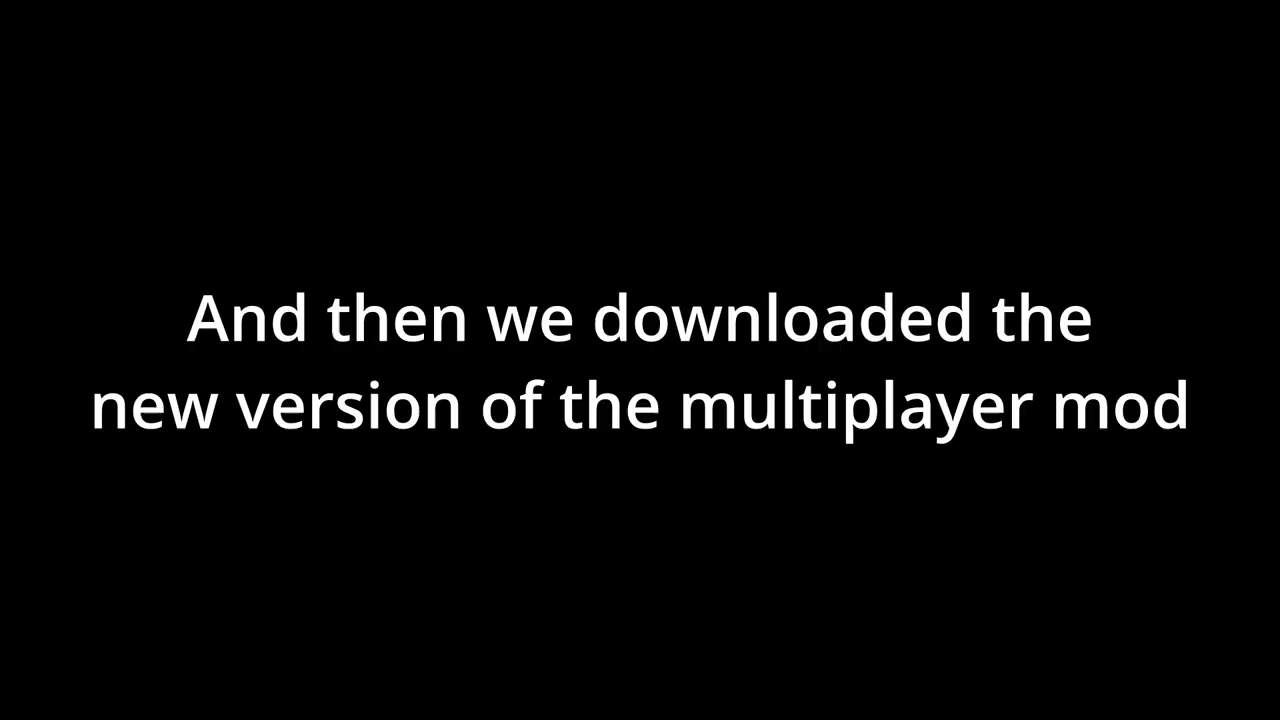 And then we downloaded the
new version of the multiplayer mod